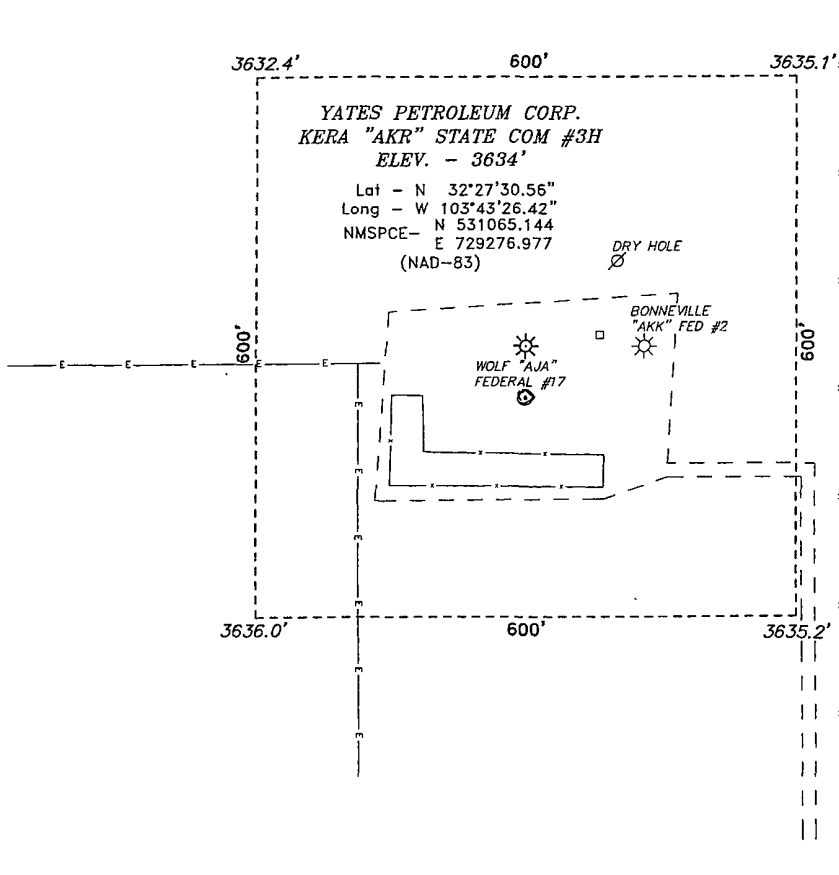 3632.4' 600' 3635.1'
YATES PETROLEUM CORP.
KERA "AKR" STATE COM #3H
ELEV. - 3634'
Lat - N 32°27'30.56"
Long - W 103°43'26.42"
NMSPCE- N 531065.144
E 729276.977
(NAD-83)
DRY HOLE
BONNEVILLE
"AKK" FED #2
600'
600'
WOLF "AJA"
FEDERAL #17
E E E E E
E
E
E
E
E
E
x x x
x x x
3636.0' 600' 3635.2'